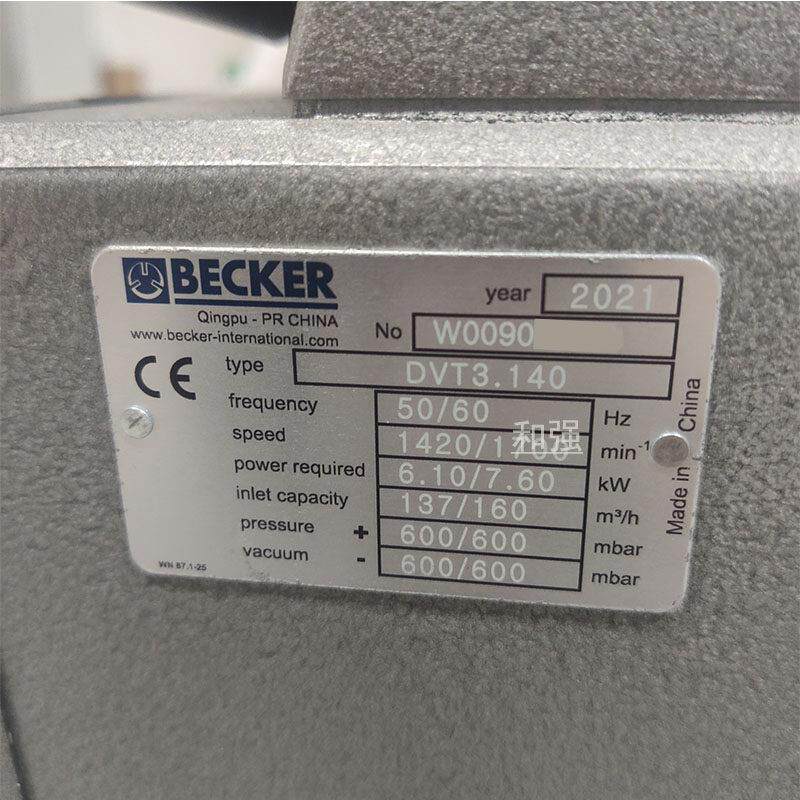 BECKER
Qingpu - PR CHINA
www.becker-international.com
year 2021
No W0090
CE
type DVT3.140
frequency 50/60 Hz
speed 1420/1700 min⁻¹
和强
power required 6.10/7.60 kW
inlet capacity 137/160 m³/h
pressure + 600/600 mbar
vacuum - 600/600 mbar
WN 87.1-25
Made in China